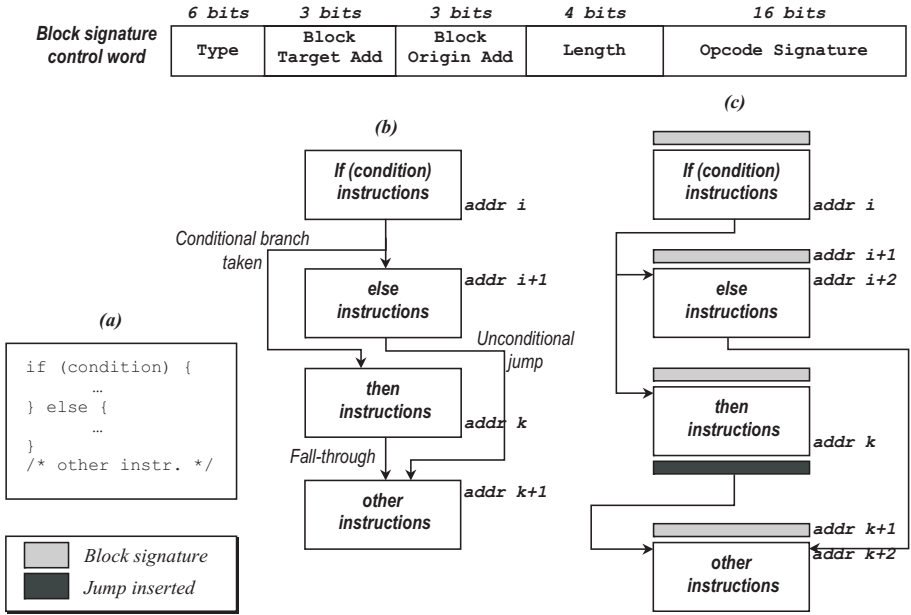 6 bits 3 bits 3 bits 4 bits 16 bits
Block signature
control word
Type
Block
Target Add
Block
Origin Add
Length
Opcode Signature
(a)
if (condition) {
…
} else {
…
}
/* other instr. */
Block signature
Jump inserted
(b)
If (condition)
instructions
addr i
Conditional branch
taken
else
instructions
addr i+1
Unconditional
jump
then
instructions
addr k
Fall-through
other
instructions
addr k+1
(c)
If (condition)
instructions
addr i
addr i+1
addr i+2
else
instructions
then
instructions
addr k
addr k+1
addr k+2
other
instructions